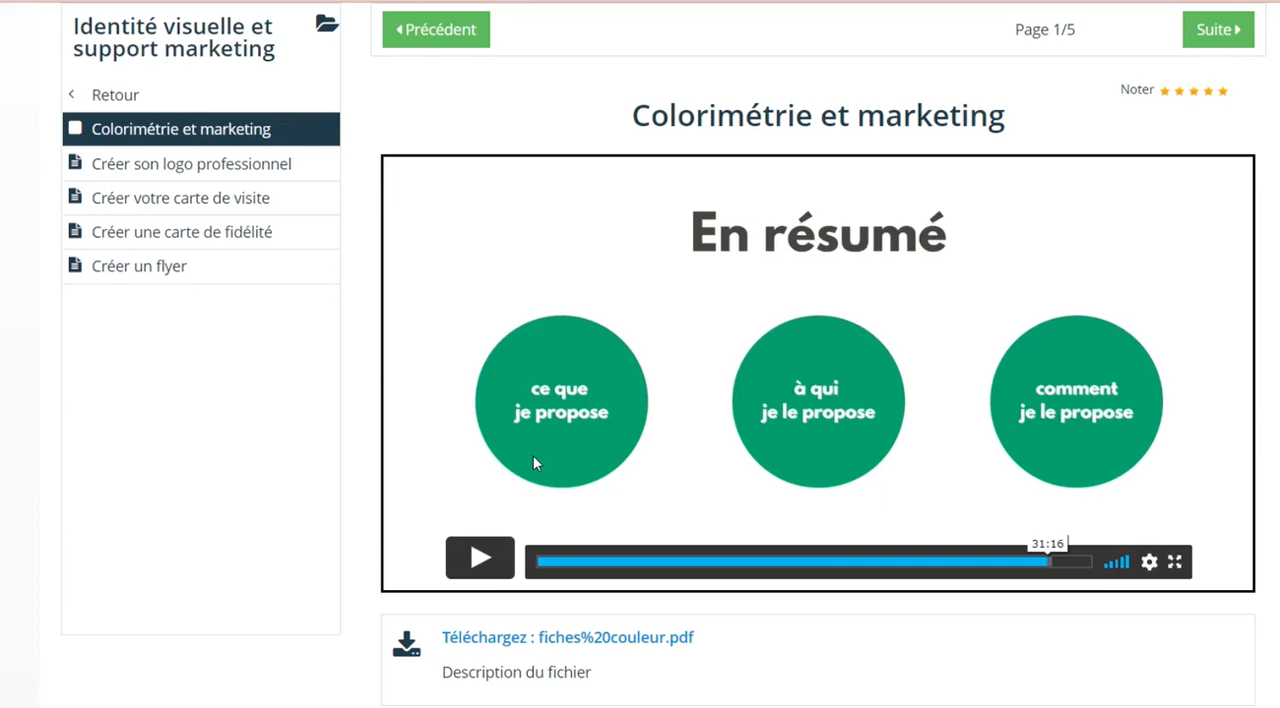 Identité visuelle et
support marketing
Retour
Colorimétrie et marketing
Créer son logo professionnel
Créer votre carte de visite
Créer une carte de fidélité
Créer un flyer
Précédent
Page 1/5
Suite
Noter
Colorimétrie et marketing
En résumé
ce que
je propose
à qui
je le propose
comment
je le propose
31:16
Téléchargez : fiches%20couleur.pdf
Description du fichier